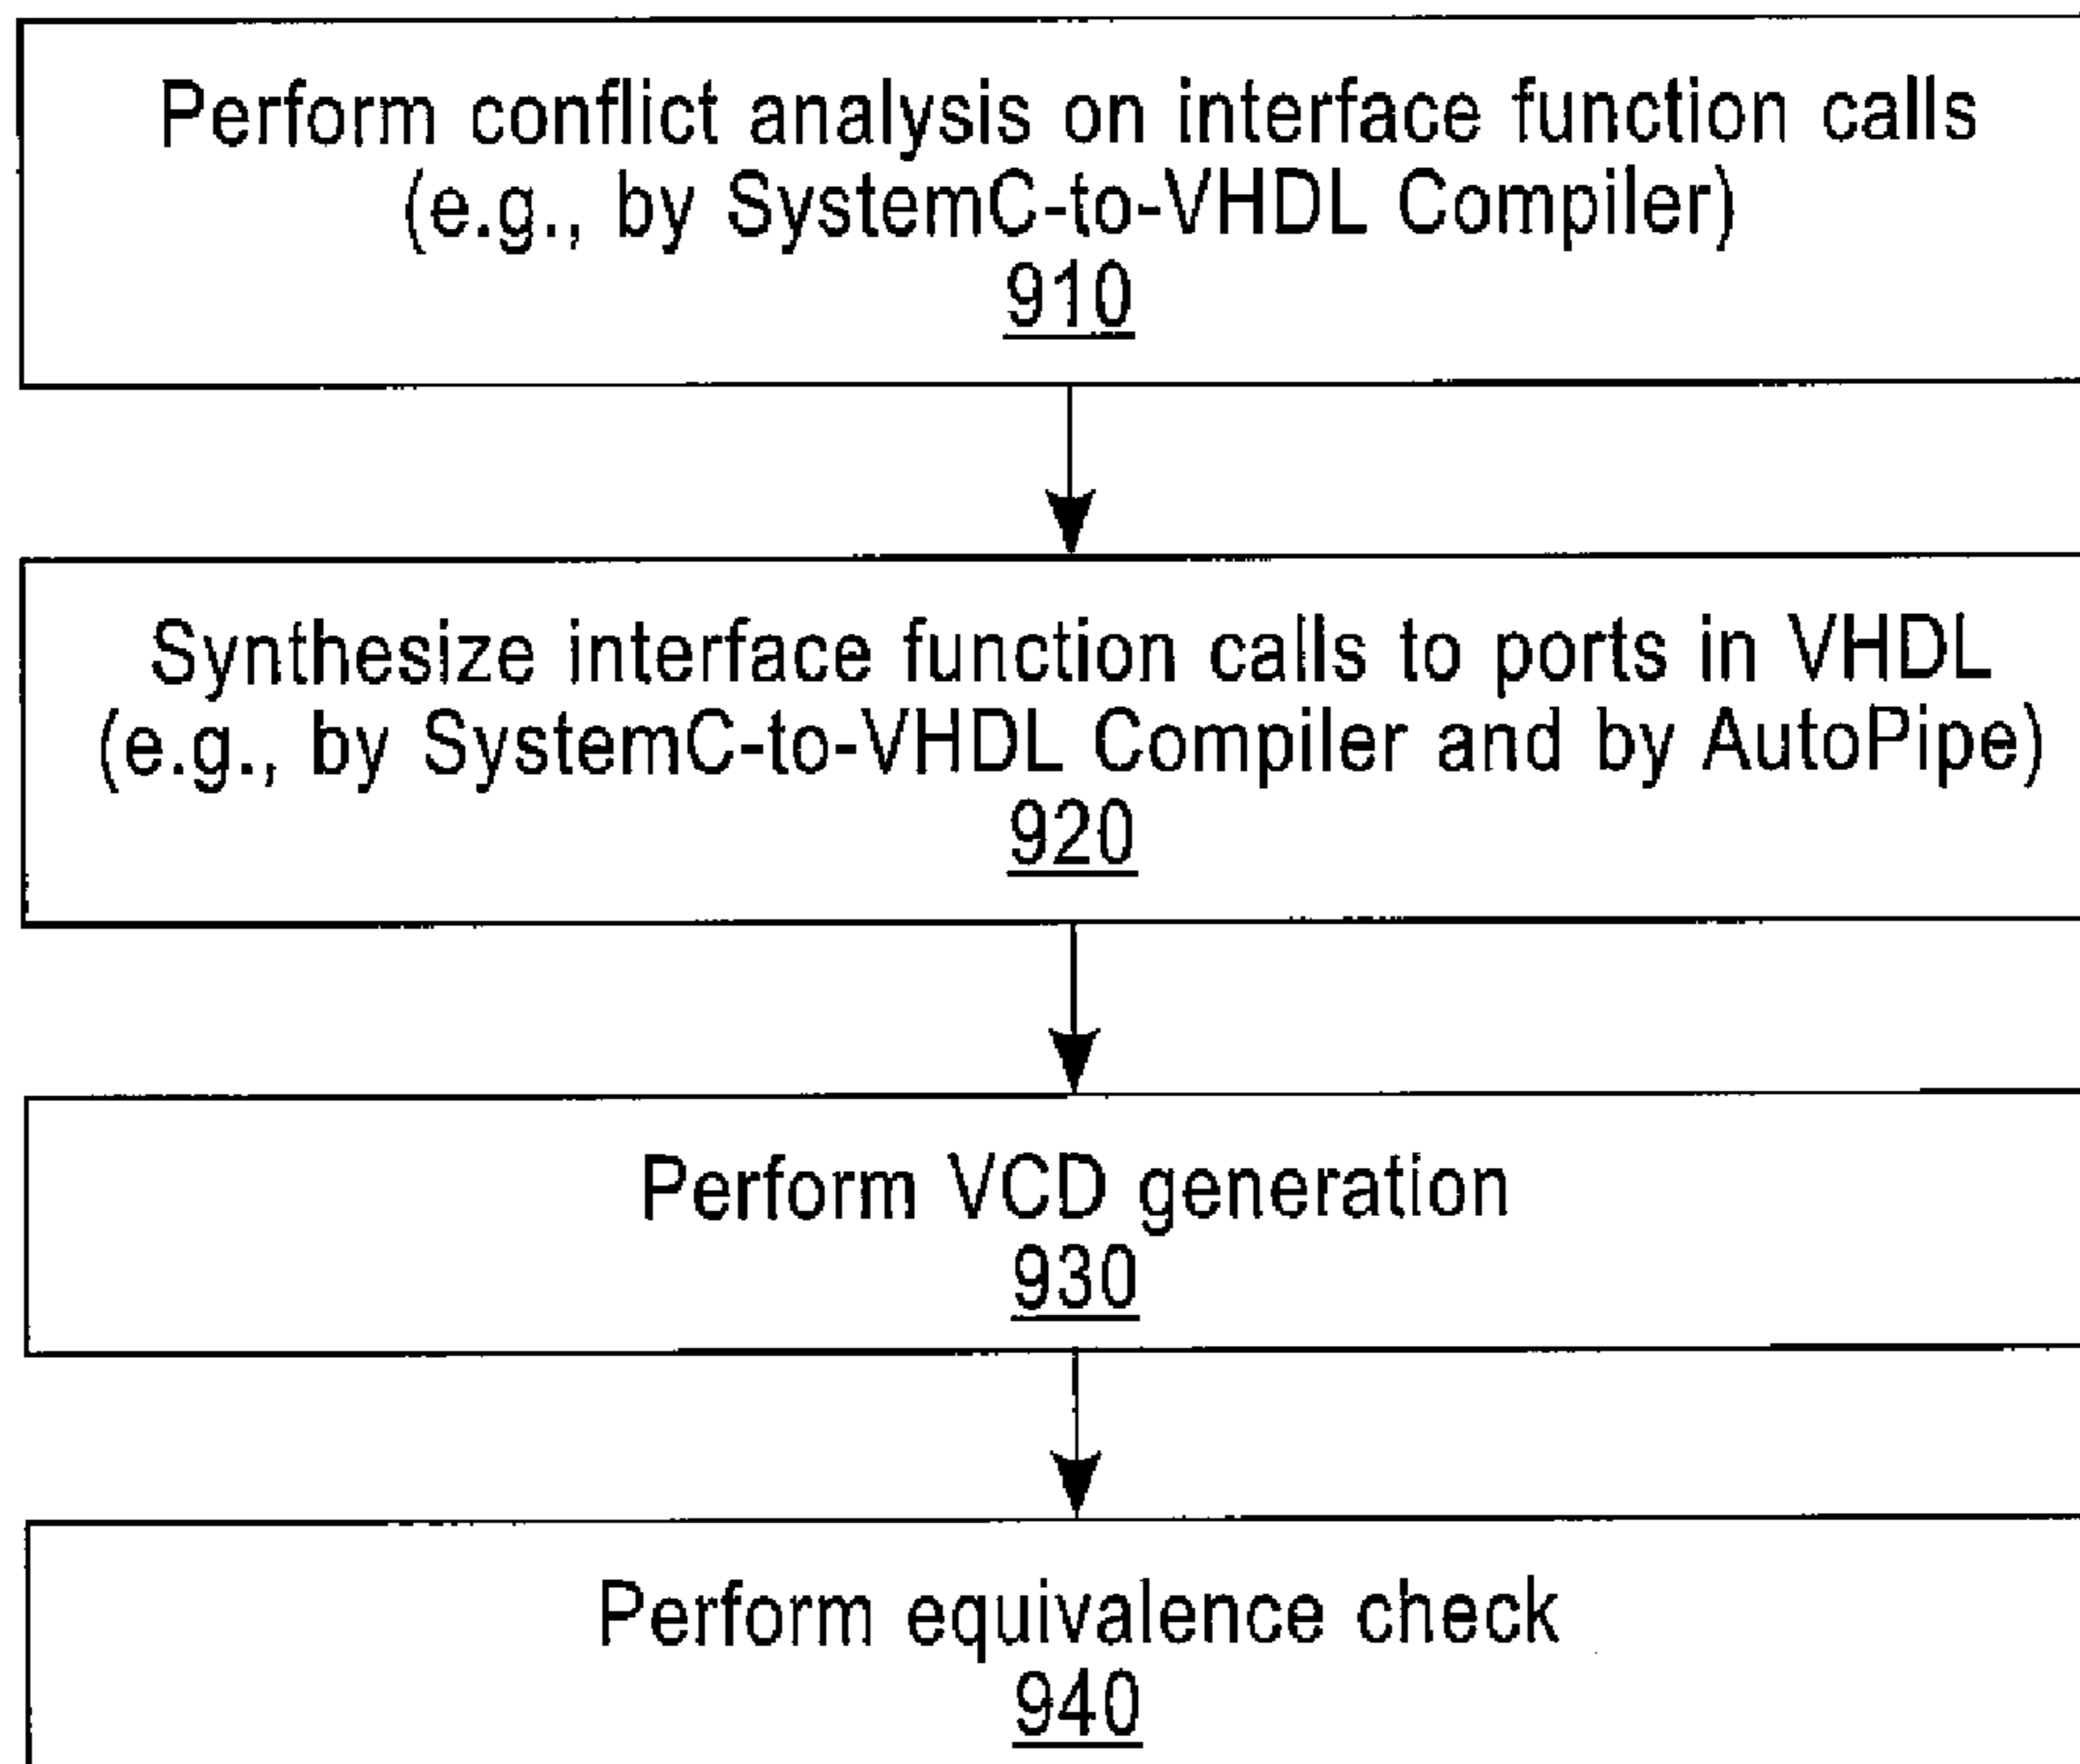 Perform conflict analysis on interface function calls
(e.g., by SystemC-to-VHDL Compiler)
910
Synthesize interface function calls to ports in VHDL
(e.g., by SystemC-to-VHDL Compiler and by AutoPipe)
920
Perform VCD generation
930
Perform equivalence check
940